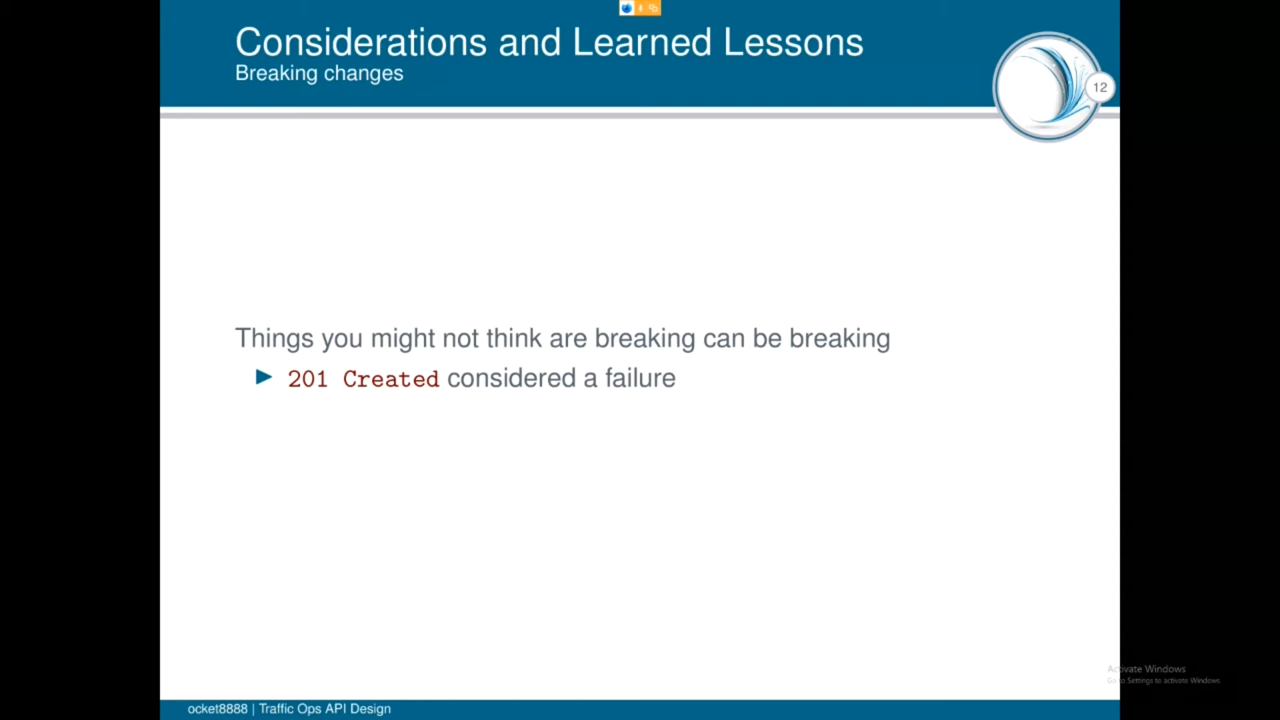 Considerations and Learned Lessons
Breaking changes
12
Things you might not think are breaking can be breaking
▶ 201 Created considered a failure
Activate Windows
Go to Settings to activate Windows.
ocket8888 | Traffic Ops API Design